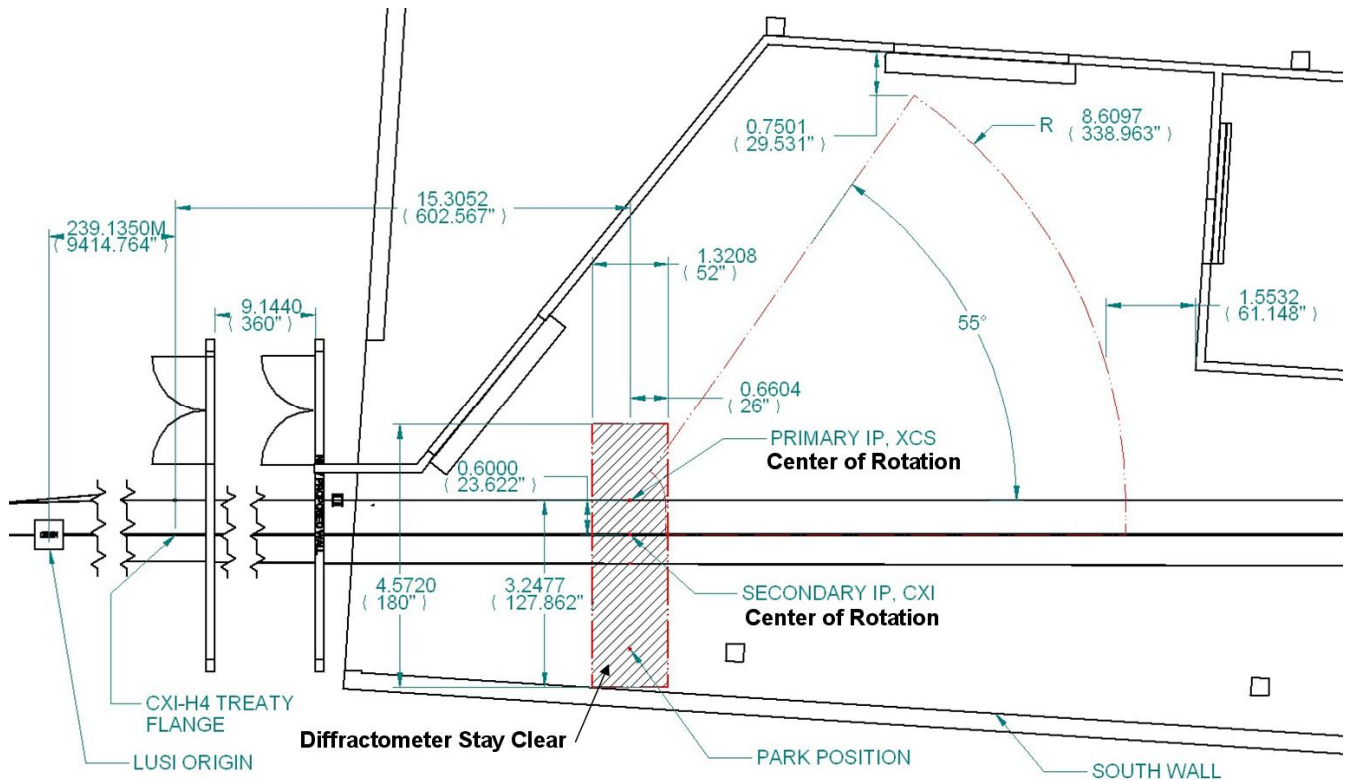 0.7501
( 29.531" )
R
8.6097
( 338.963" )
15.3052
( 602.567" )
239.1350M
( 9414.764" )
1.3208
( 52" )
9.1440
( 360" )
55°
1.5532
( 61.148" )
0.6604
( 26" )
PRIMARY IP, XCS
Center of Rotation
0.6000
( 23.622" )
4.5720
( 180" )
3.2477
( 127.862" )
SECONDARY IP, CXI
Center of Rotation
CXI-H4 TREATY
FLANGE
Diffractometer Stay Clear
LUSI ORIGIN
PARK POSITION
SOUTH WALL